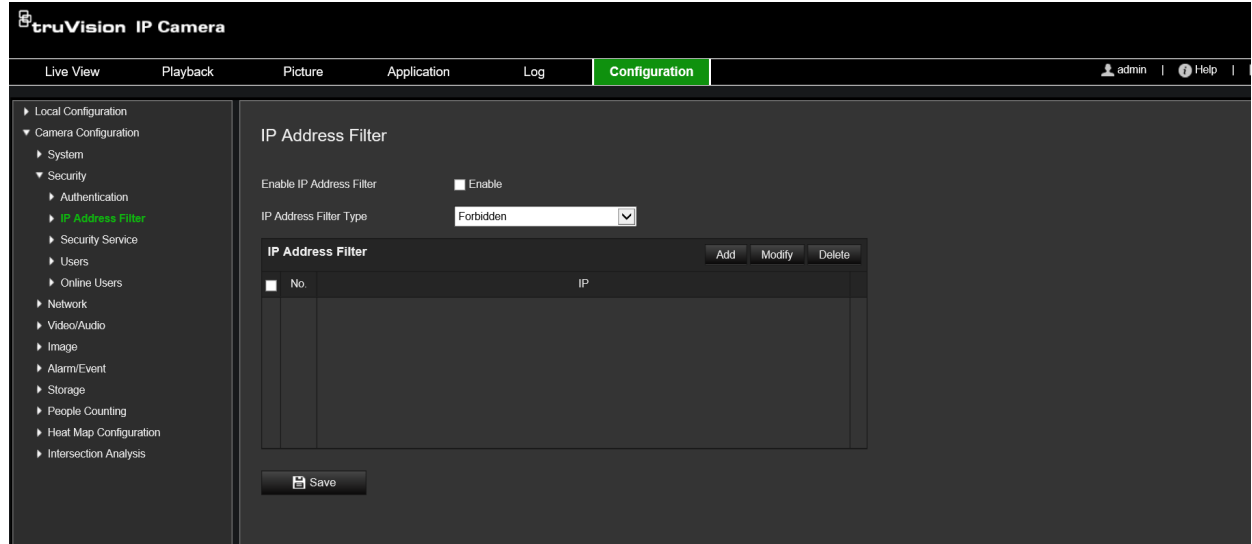 truVision IP Camera
Live View Playback Picture Application Log Configuration admin | Help |
Local Configuration
Camera Configuration
System
Security
Authentication
IP Address Filter
Security Service
Users
Online Users
Network
Video/Audio
Image
Alarm/Event
Storage
People Counting
Heat Map Configuration
Intersection Analysis
IP Address Filter
Enable IP Address Filter Enable
IP Address Filter Type Forbidden
IP Address Filter Add Modify Delete
No. IP
Save